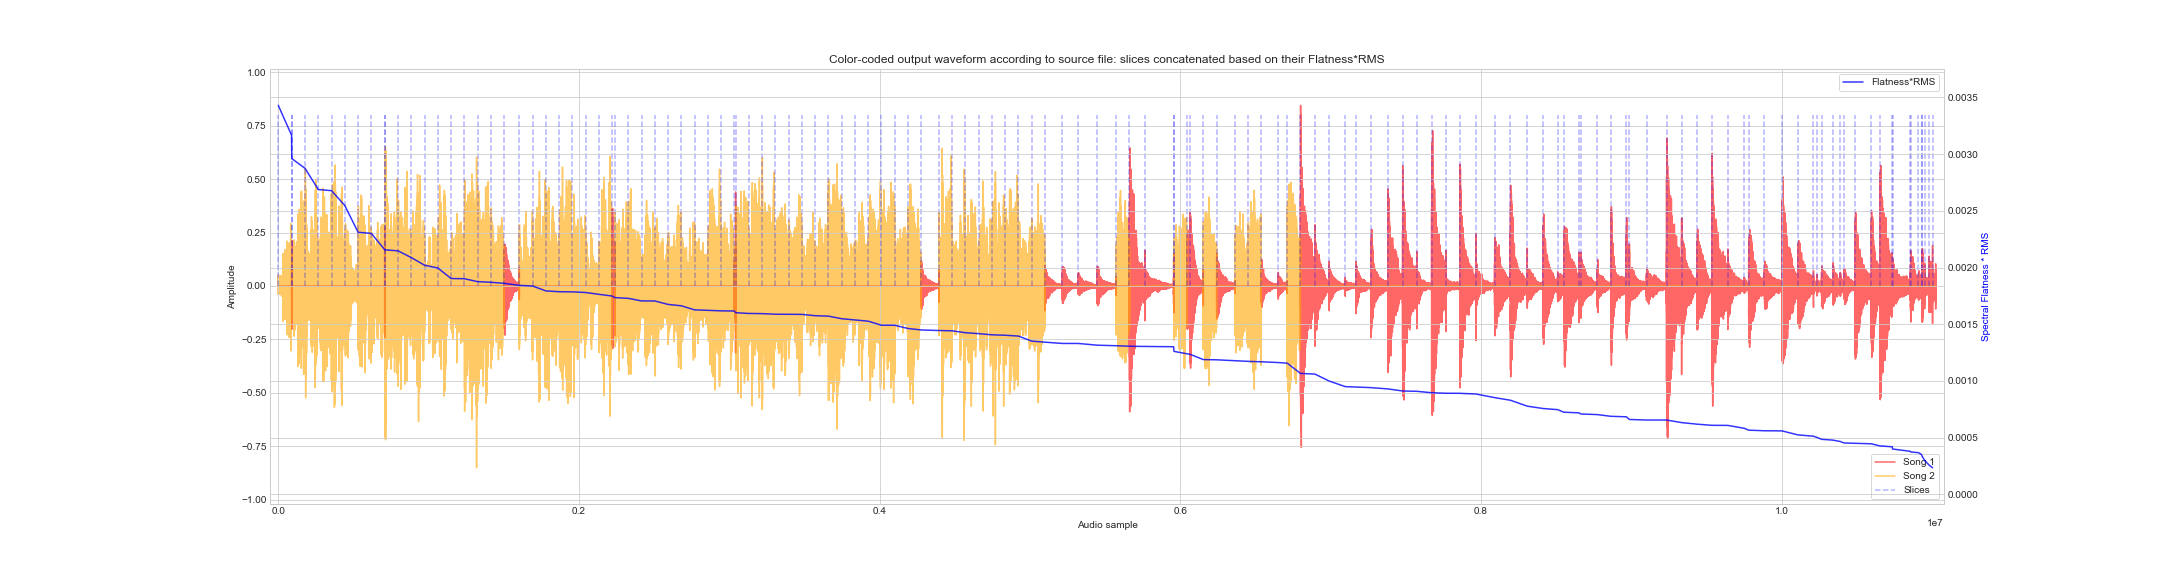 Color-coded output waveform according to source file: slices concatenated based on their Flatness*RMS
1.00
0.75
0.50
0.25
0.00
−0.25
−0.50
−0.75
−1.00
Amplitude
Flatness*RMS
0.0035
0.0030
0.0025
0.0020
0.0015
0.0010
0.0005
0.0000
Spectral Flatness * RMS
Song 1
Song 2
Slices
0.0 0.2 0.4 0.6 0.8 1.0
Audio sample
1e7